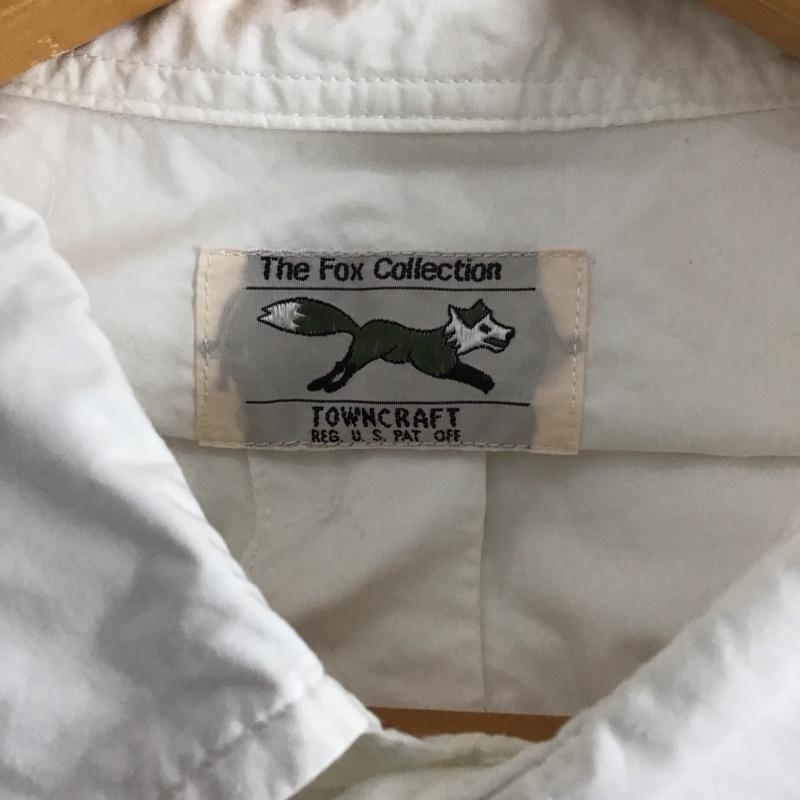 The Fox Collection
TOWNCRAFT
REG. U. S. PAT OFF